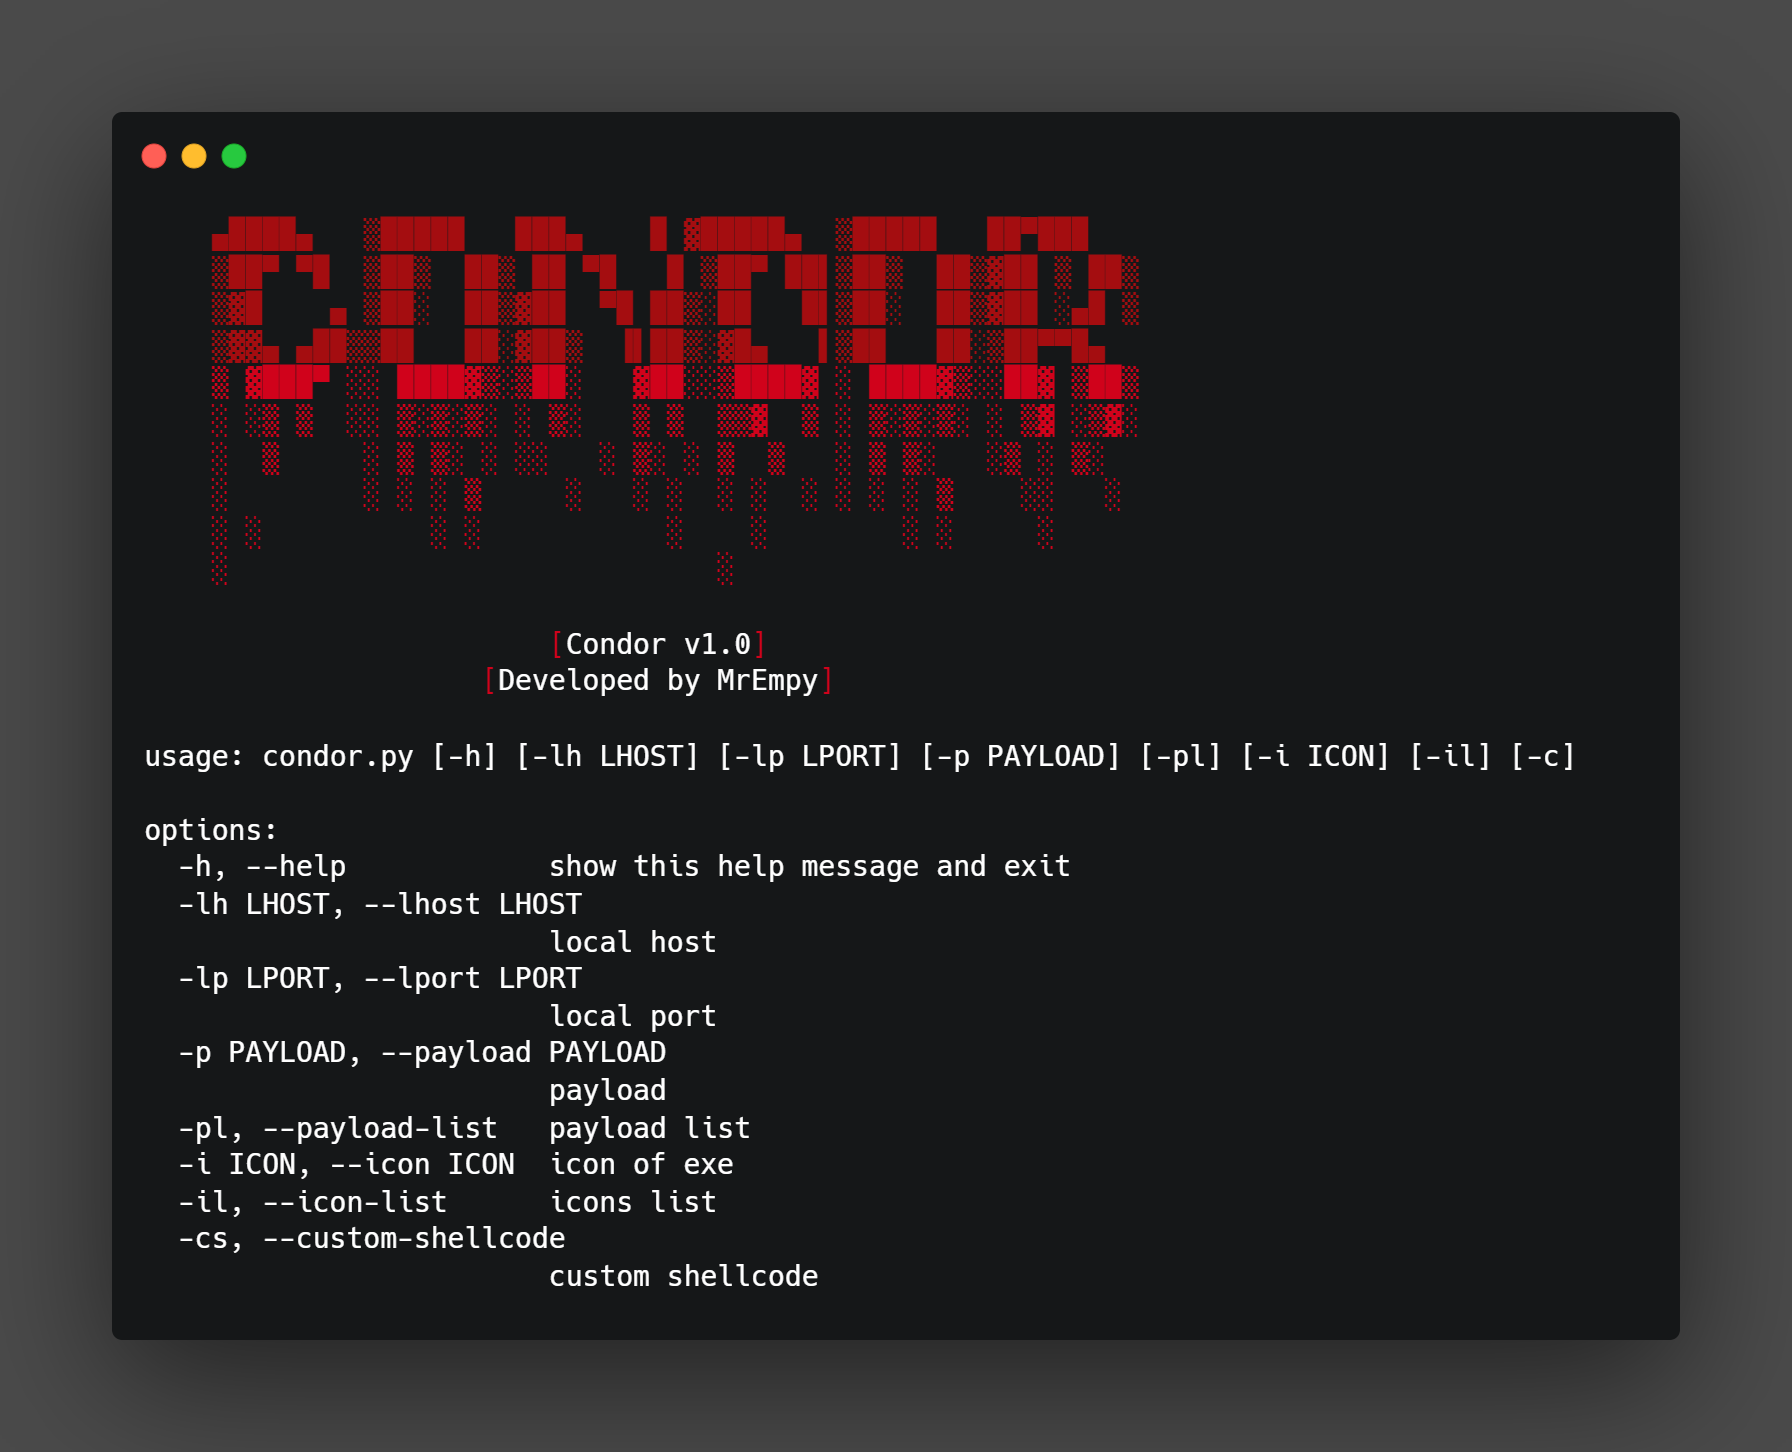 CONDOR
[Condor v1.0]
[Developed by MrEmpy]
usage: condor.py [-h] [-lh LHOST] [-lp LPORT] [-p PAYLOAD] [-pl] [-i ICON] [-il] [-c]
options:
-h, --help show this help message and exit
-lh LHOST, --lhost LHOST
local host
-lp LPORT, --lport LPORT
local port
-p PAYLOAD, --payload PAYLOAD
payload
-pl, --payload-list payload list
-i ICON, --icon ICON icon of exe
-il, --icon-list icons list
-cs, --custom-shellcode
custom shellcode